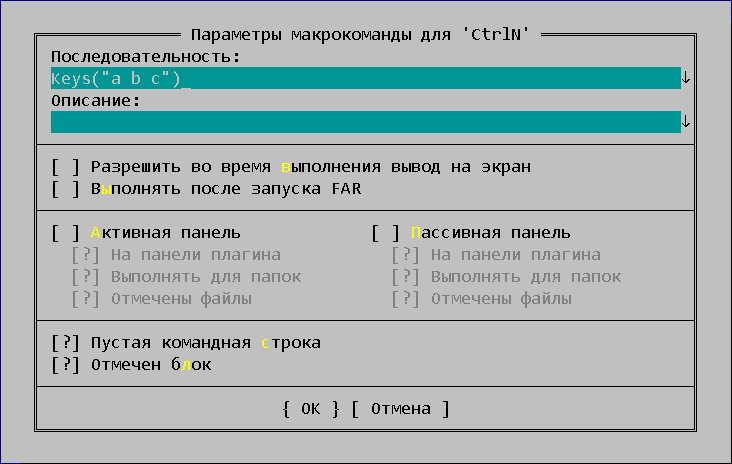 Параметры макрокоманды для 'CtrlN'
Последовательность:
Keys("a b c")_ ↓
Описание:
↓
[ ] Разрешить во время выполнения вывод на экран
[ ] Выполнять после запуска FAR
[ ] Активная панель [ ] Пассивная панель
[?] На панели плагина [?] На панели плагина
[?] Выполнять для папок [?] Выполнять для папок
[?] Отмечены файлы [?] Отмечены файлы
[?] Пустая командная строка
[?] Отмечен блок
{ OK } [ Отмена ]